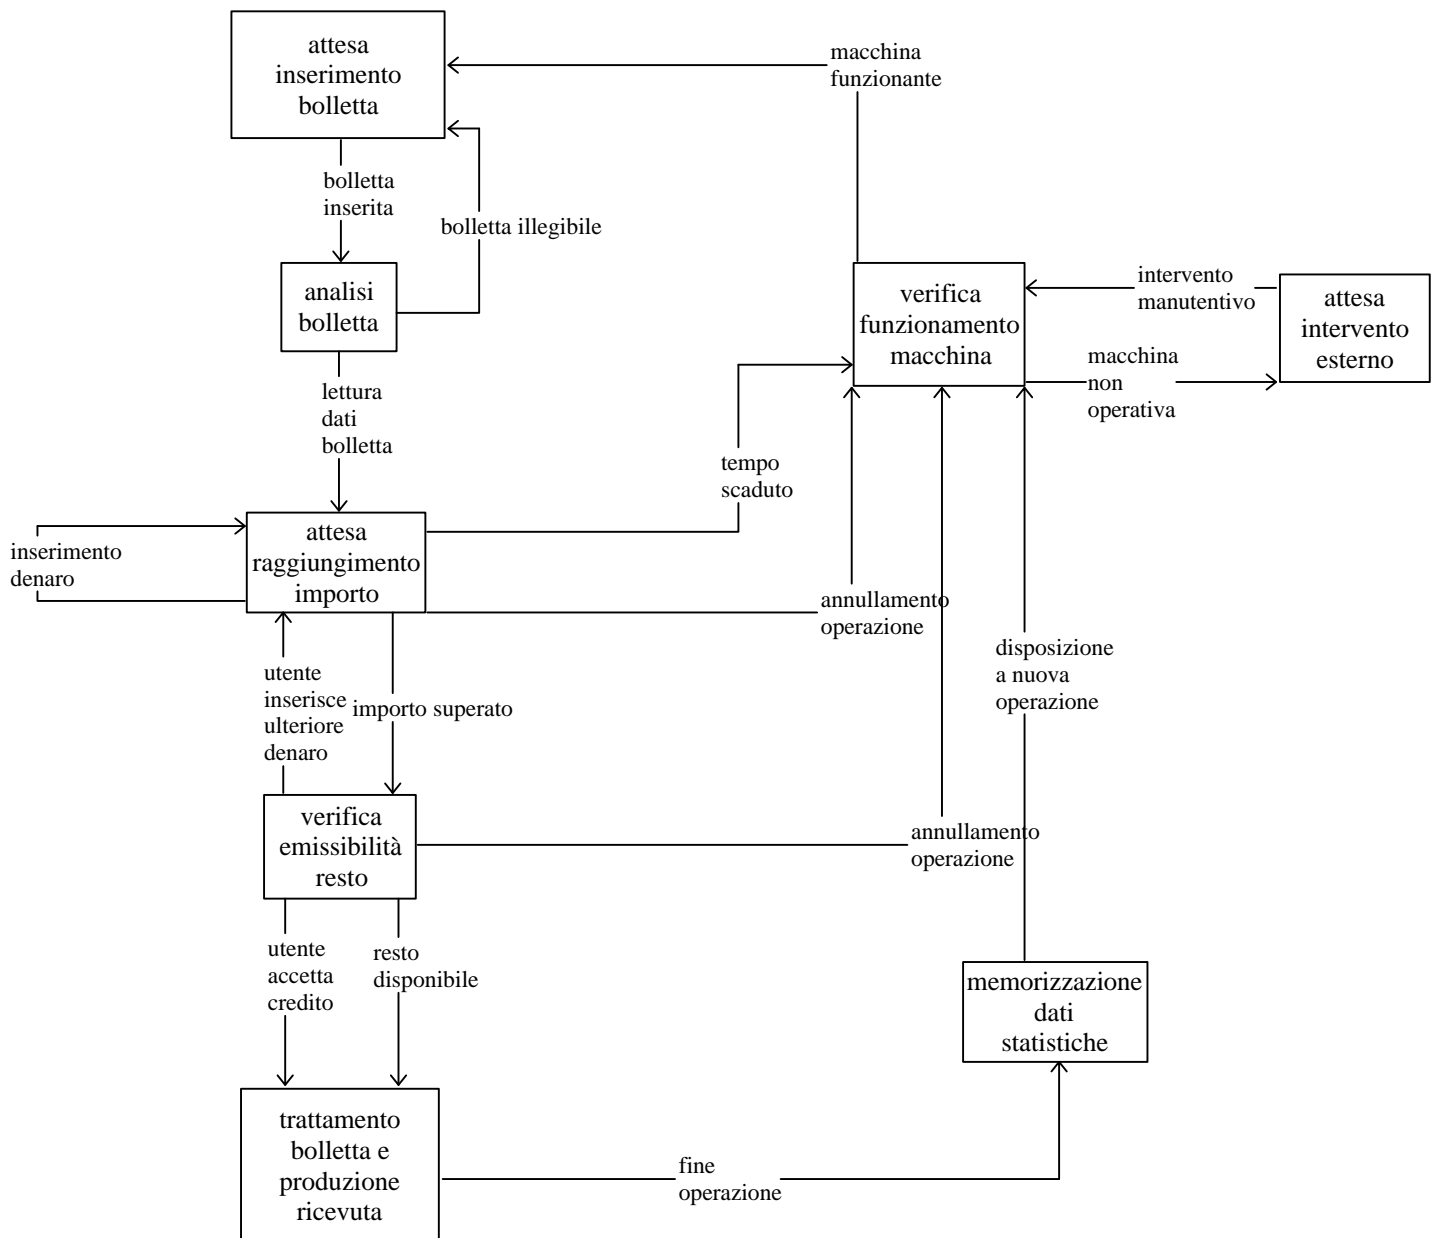 attesa
inserimento
bolletta
macchina
funzionante
bolletta
inserita
bolletta illegibile
analisi
bolletta
verifica
funzionamento
macchina
intervento
manutentivo
attesa
intervento
esterno
macchina
non
operativa
lettura
dati
bolletta
tempo
scaduto
inserimento
denaro
attesa
raggiungimento
importo
annullamento
operazione
utente
inserisce
ulteriore
denaro
importo superato
disposizione
a nuova
operazione
verifica
emissibilità
resto
annullamento
operazione
utente
accetta
credito
resto
disponibile
memorizzazione
dati
statistiche
trattamento
bolletta e
produzione
ricevuta
fine
operazione